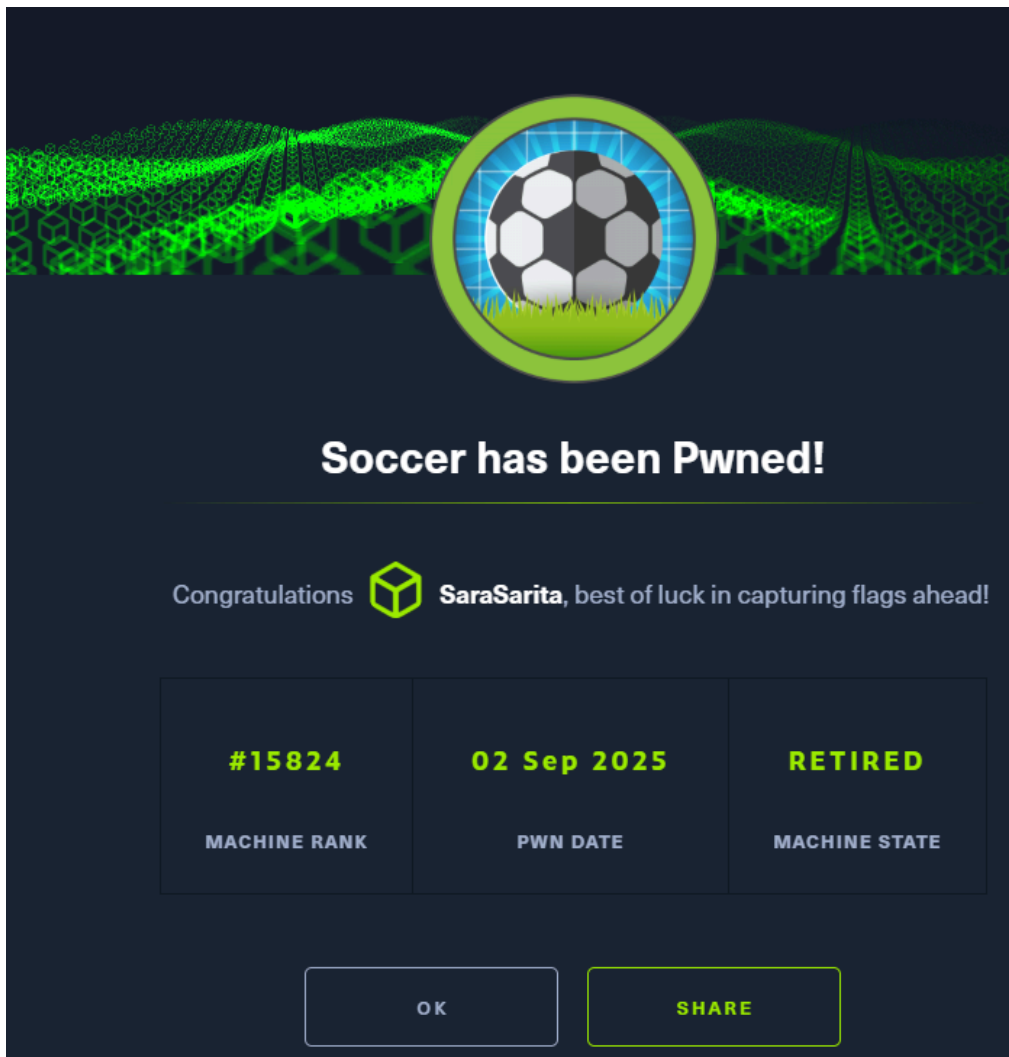 Soccer has been Pwned!
Congratulations SaraSarita, best of luck in capturing flags ahead!
#15824 02 Sep 2025 RETIRED
MACHINE RANK PWN DATE MACHINE STATE
OK SHARE